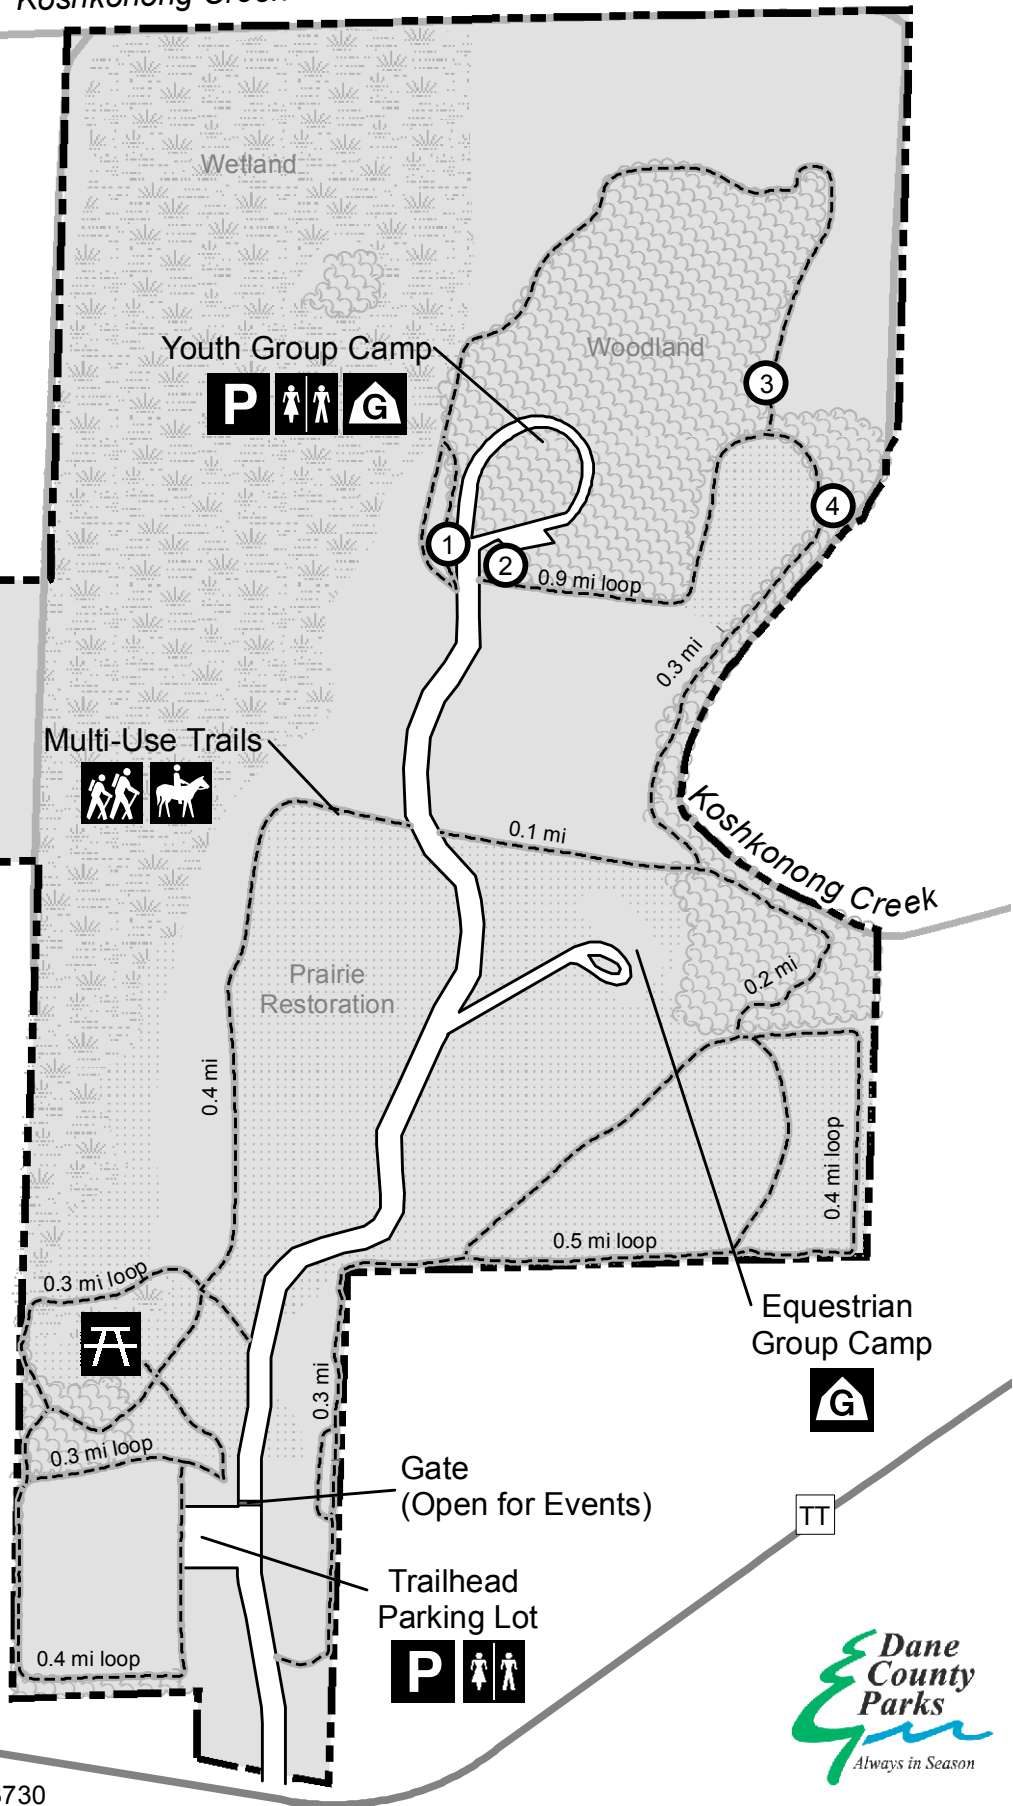 Koshkonong Creek
Wetland
Woodland
Youth Group Camp
P
G
3
4
1
2
0.9 mi loop
0.3 mi
Multi-Use Trails
0.1 mi
Koshkonong Creek
Prairie
Restoration
0.2 mi
0.4 mi
0.4 mi loop
0.5 mi loop
0.3 mi loop
Equestrian
Group Camp
G
0.3 mi
0.3 mi loop
Gate
(Open for Events)
TT
Trailhead
Parking Lot
P
0.4 mi loop
Dane
County
Parks
Always in Season
3730